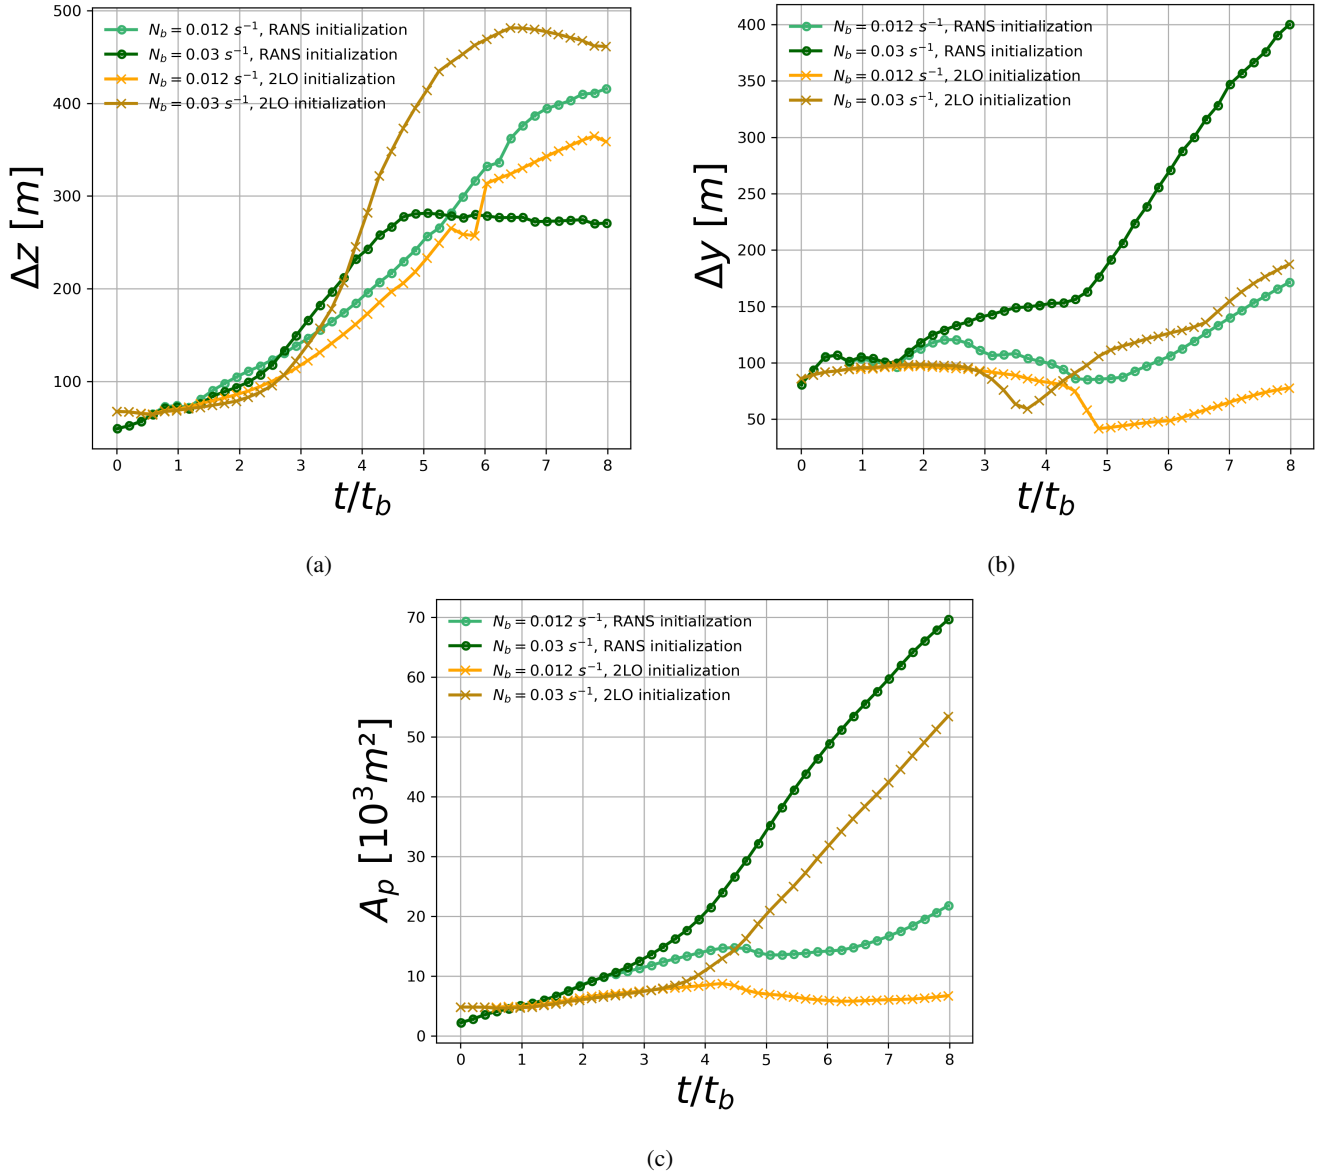 500
400
300
200
100
Δz [m]
N_b = 0.012 s⁻¹, RANS initialization
N_b = 0.03 s⁻¹, RANS initialization
N_b = 0.012 s⁻¹, 2LO initialization
N_b = 0.03 s⁻¹, 2LO initialization
0 1 2 3 4 5 6 7 8
t/t_b
(a)
400
350
300
250
200
150
100
50
Δy [m]
N_b = 0.012 s⁻¹, RANS initialization
N_b = 0.03 s⁻¹, RANS initialization
N_b = 0.012 s⁻¹, 2LO initialization
N_b = 0.03 s⁻¹, 2LO initialization
0 1 2 3 4 5 6 7 8
t/t_b
(b)
70
60
50
40
30
20
10
0
A_p [10³m²]
N_b = 0.012 s⁻¹, RANS initialization
N_b = 0.03 s⁻¹, RANS initialization
N_b = 0.012 s⁻¹, 2LO initialization
N_b = 0.03 s⁻¹, 2LO initialization
0 1 2 3 4 5 6 7 8
t/t_b
(c)